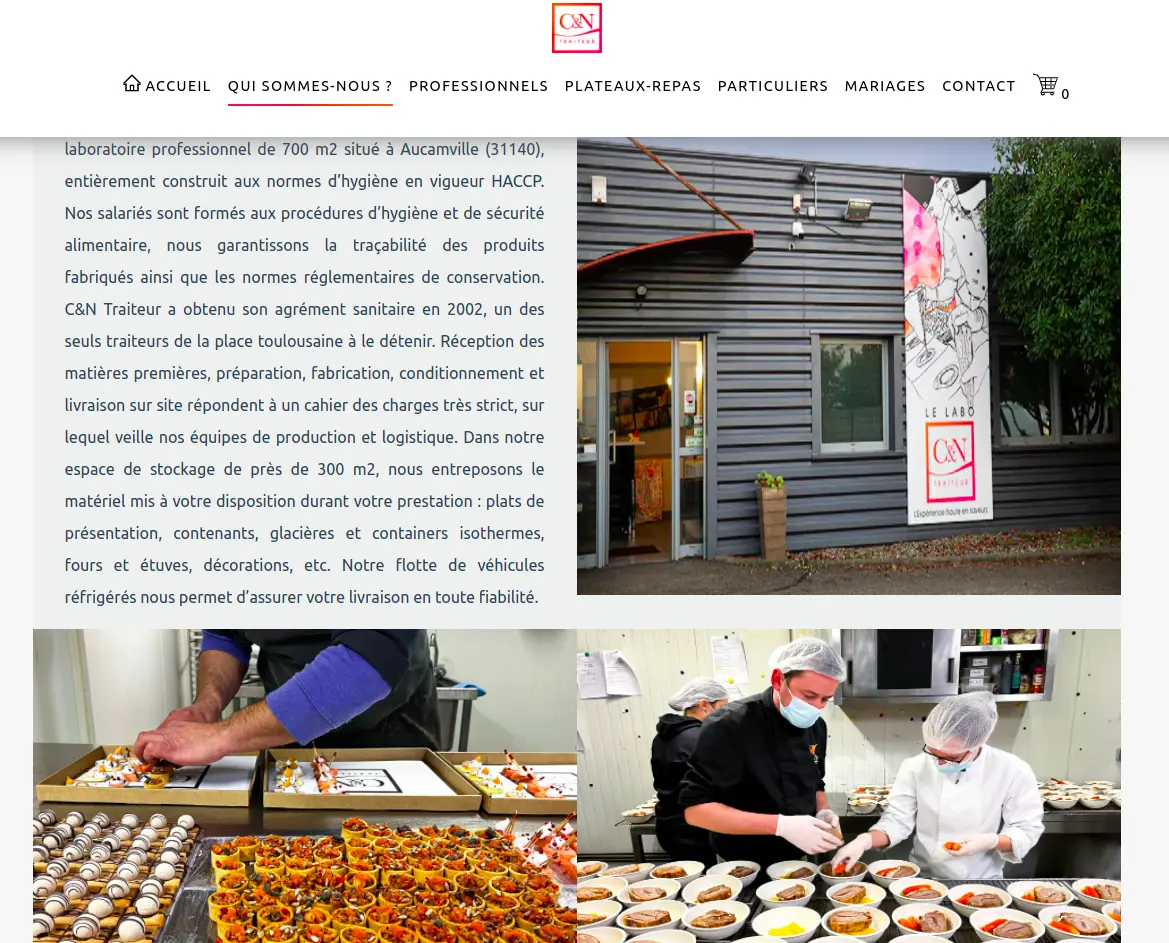 C&N
TRAITEUR
ACCUEIL QUI SOMMES-NOUS ? PROFESSIONNELS PLATEAUX-REPAS PARTICULIERS MARIAGES CONTACT 0
laboratoire professionnel de 700 m2 situé à Aucamville (31140),
entièrement construit aux normes d’hygiène en vigueur HACCP.
Nos salariés sont formés aux procédures d’hygiène et de sécurité
alimentaire, nous garantissons la traçabilité des produits
fabriqués ainsi que les normes réglementaires de conservation.
C&N Traiteur a obtenu son agrément sanitaire en 2002, un des
seuls traiteurs de la place toulousaine à le détenir. Réception des
matières premières, préparation, fabrication, conditionnement et
livraison sur site répondent à un cahier des charges très strict, sur
lequel veille nos équipes de production et logistique. Dans notre
espace de stockage de près de 300 m2, nous entreposons le
matériel mis à votre disposition durant votre prestation : plats de
présentation, contenants, glacières et containers isothermes,
fours et étuves, décorations, etc. Notre flotte de véhicules
réfrigérés nous permet d’assurer votre livraison en toute fiabilité.
LE LABO
C&N
TRAITEUR
L'Expérience haute en saveurs
C&N